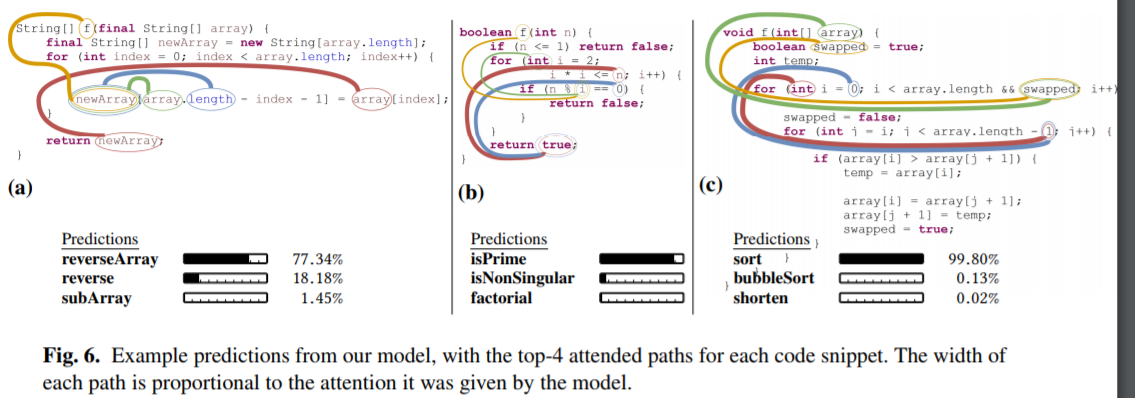 String[] f(final String[] array) {
final String[] newArray = new String[array.length];
for (int index = 0; index < array.length; index++) {
newArray[array.length - index - 1] = array[index];
}
return newArray;
}
(a)
Predictions
reverseArray 77.34%
reverse 18.18%
subArray 1.45%
boolean f(int n) {
if (n <= 1) return false;
for (int i = 2;
i * i <= n; i++) {
if (n % i == 0) {
return false;
}
}
return true;
}
(b)
Predictions
isPrime
isNonSingular
factorial
void f(int[] array) {
boolean swapped = true;
int temp;
for (int i = 0; i < array.length && swapped; i++)
swapped = false;
for (int j = i; j < array.length - 1; j++) {
if (array[i] > array[j + 1]) {
temp = array[i];
array[i] = array[j + 1];
array[j + 1] = temp;
swapped = true;
}
}
}
(c)
Predictions
sort 99.80%
bubbleSort 0.13%
shorten 0.02%
Fig. 6. Example predictions from our model, with the top-4 attended paths for each code snippet. The width of
each path is proportional to the attention it was given by the model.